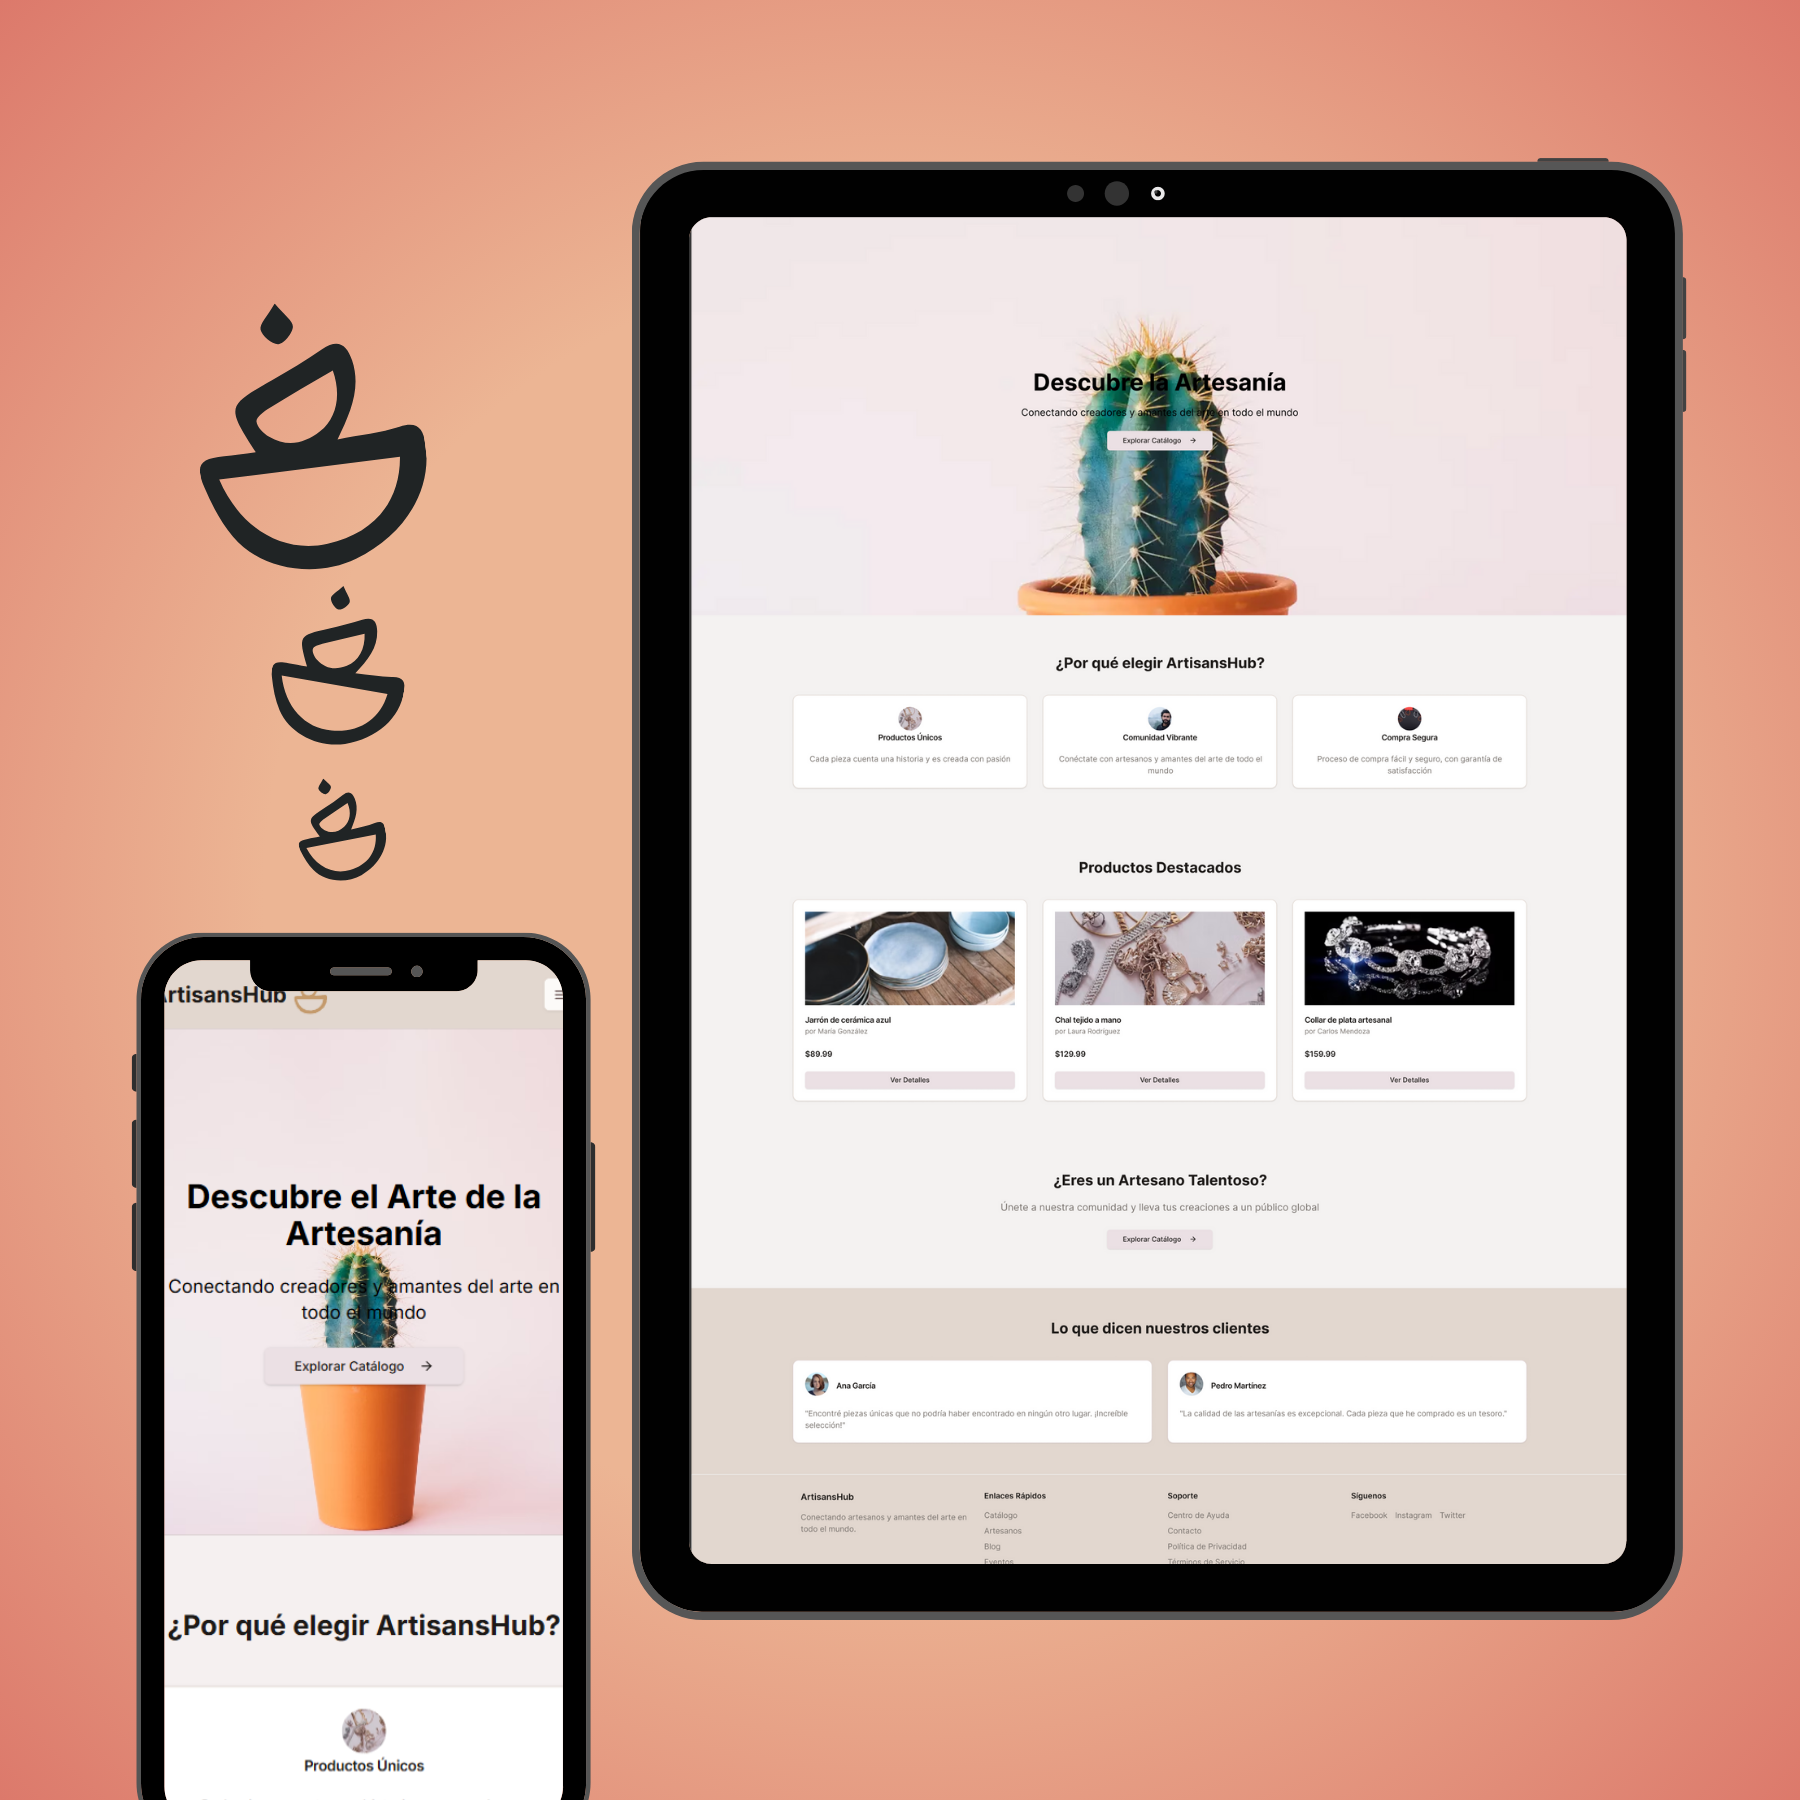 Descubre la Artesanía
Conectando creadores y amantes del arte en todo el mundo
Explorar Catálogo
¿Por qué elegir ArtisansHub?
Productos Únicos
Cada pieza cuenta una historia y es creada con pasión
Comunidad Vibrante
Conéctate con artesanos y amantes del arte de todo el
mundo
Compra Segura
Proceso de compra fácil y seguro, con garantía de
satisfacción
Productos Destacados
Jarrón de cerámica azul
por María González
$89.99
Ver Detalles
Chal tejido a mano
por Laura Rodríguez
$129.99
Ver Detalles
Collar de plata artesanal
por Carlos Mendoza
$159.99
Ver Detalles
¿Eres un Artesano Talentoso?
Únete a nuestra comunidad y lleva tus creaciones a un público global
Explorar Catálogo
Lo que dicen nuestros clientes
Ana García
"Encontré piezas únicas que no podría haber encontrado en ningún otro lugar. ¡Increíble
selección!"
Pedro Martínez
"La calidad de las artesanías es excepcional. Cada pieza que he comprado es un tesoro."
ArtisansHub
Conectando artesanos y amantes del arte en
todo el mundo.
Enlaces Rápidos
Catálogo
Artesanos
Blog
Eventos
Soporte
Centro de Ayuda
Contacto
Política de Privacidad
Términos de Servicio
Síguenos
Facebook Instagram Twitter
ArtisansHub
Descubre el Arte de la
Artesanía
Conectando creadores y amantes del arte en
todo el mundo
Explorar Catálogo
¿Por qué elegir ArtisansHub?
Productos Únicos